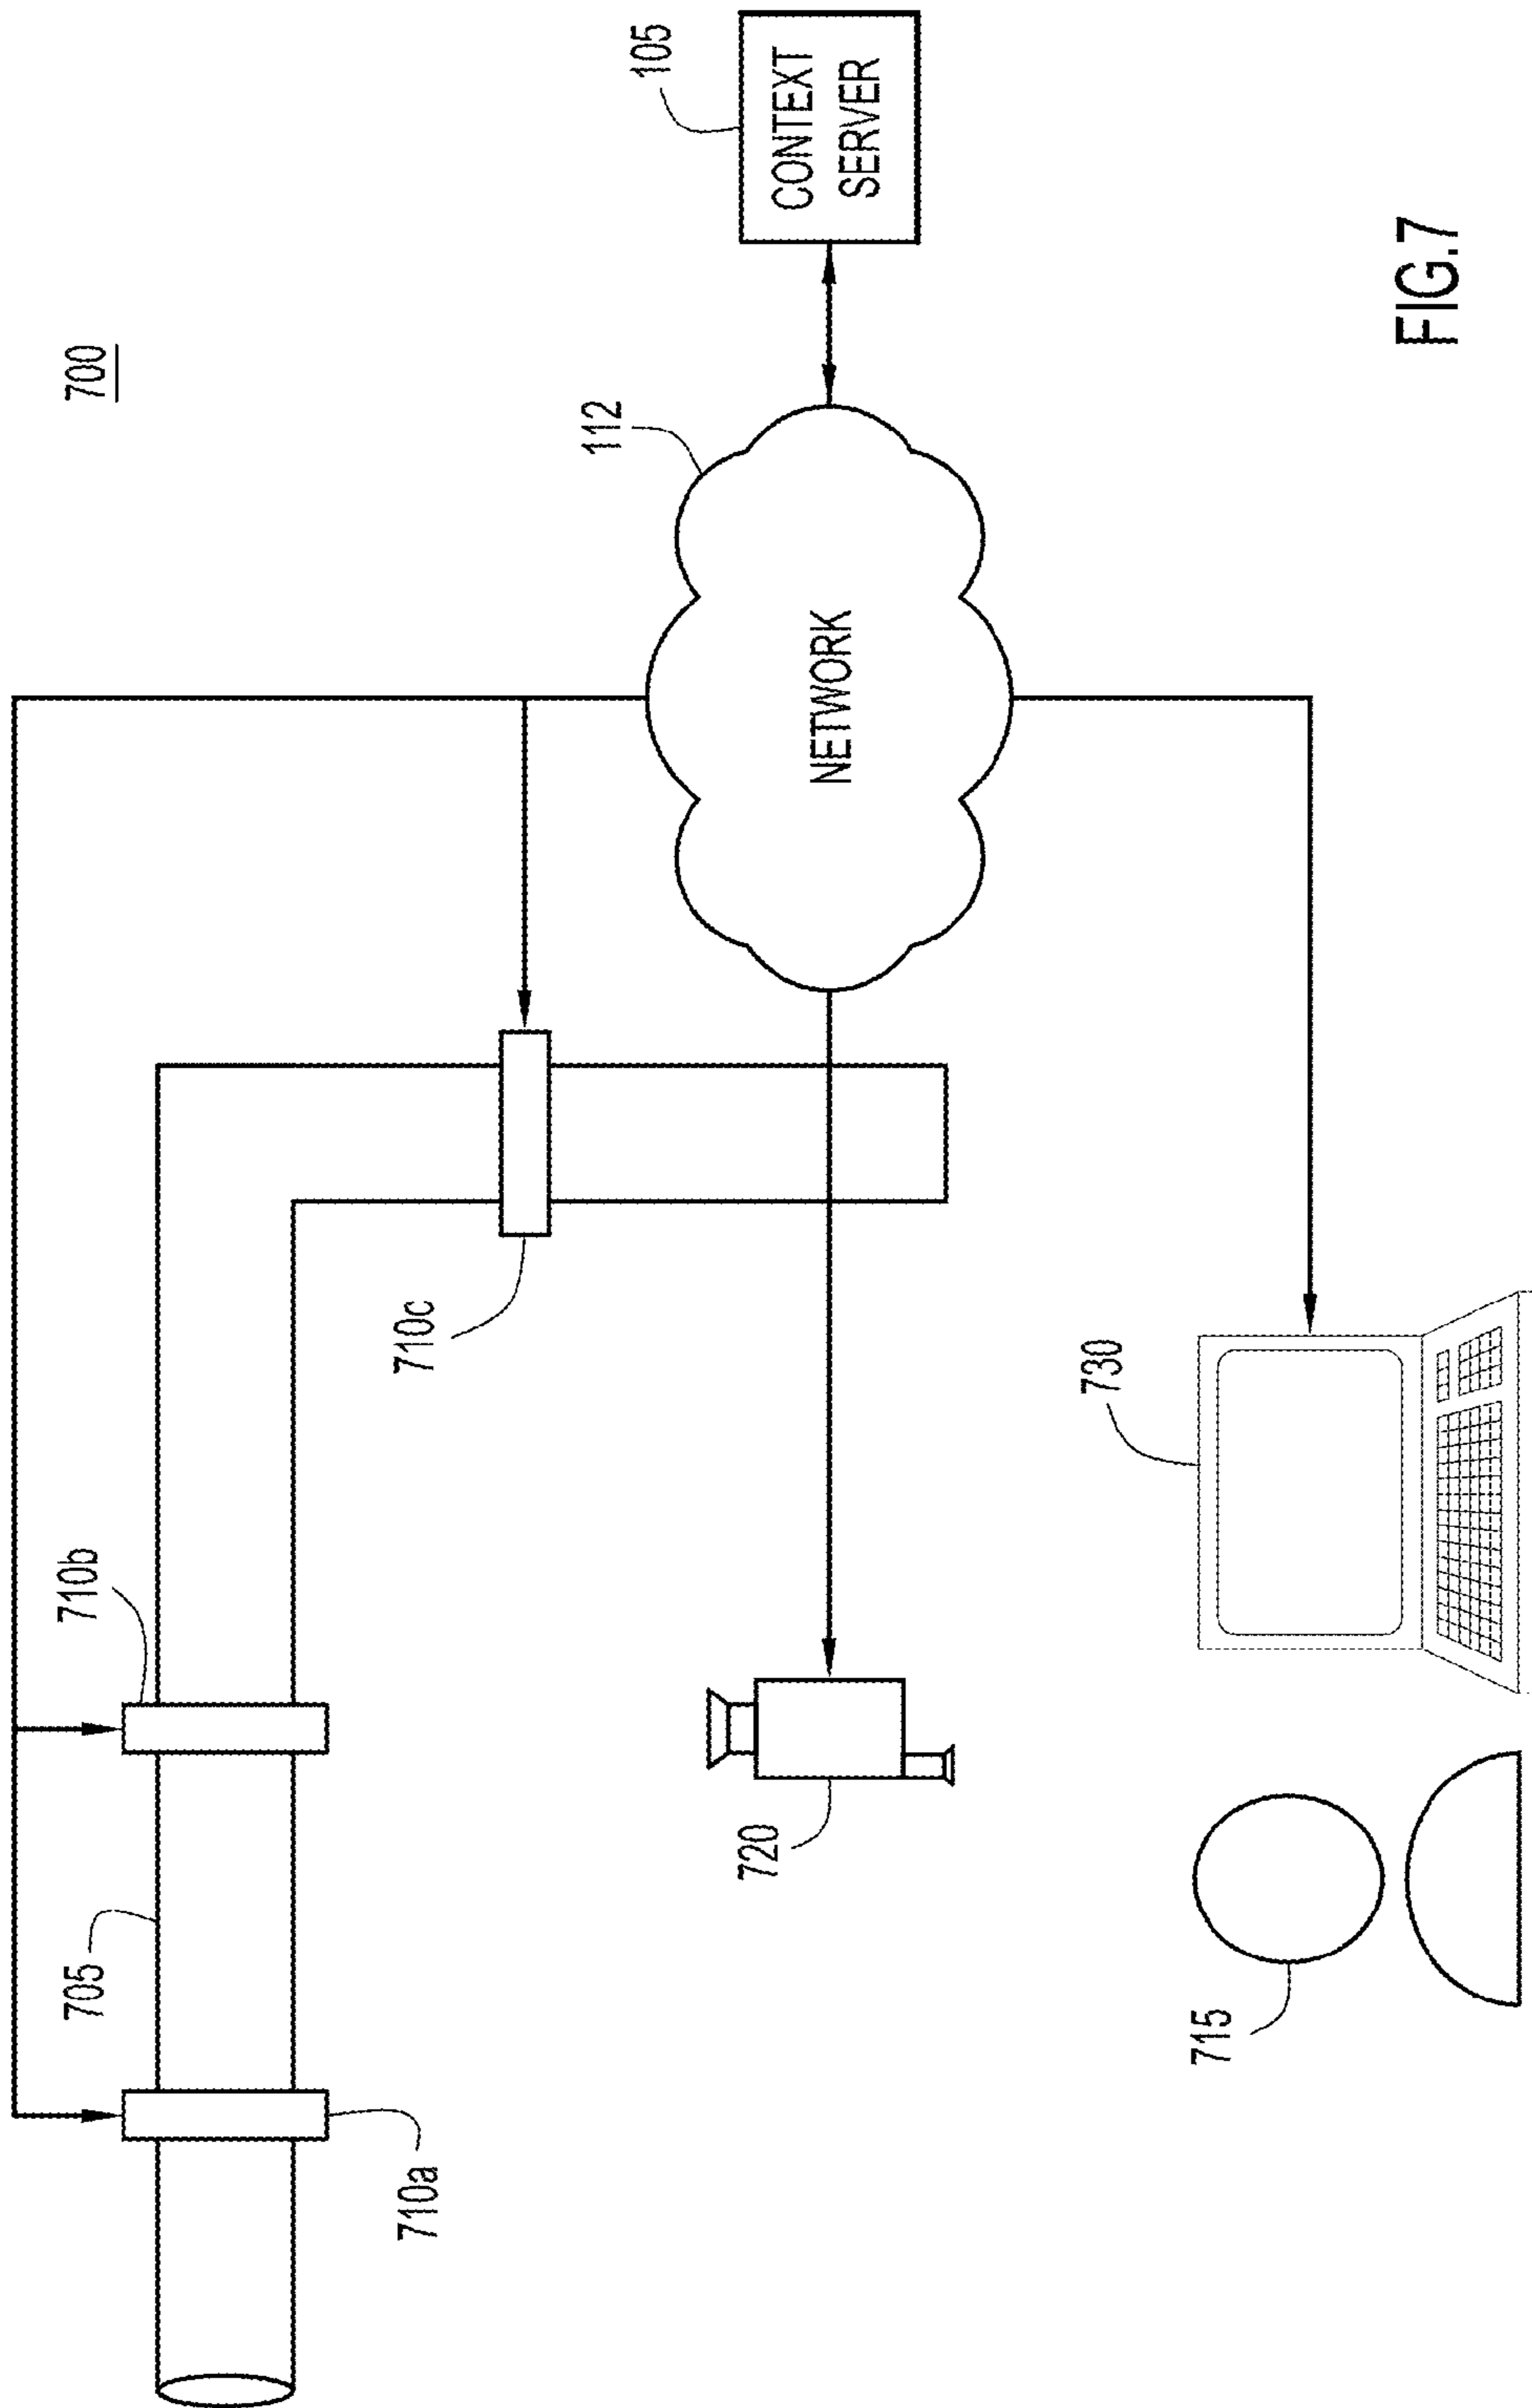 700
710b
705
710a
710c
112
105
CONTEXT
SERVER
NETWORK
720
730
715
FIG.7